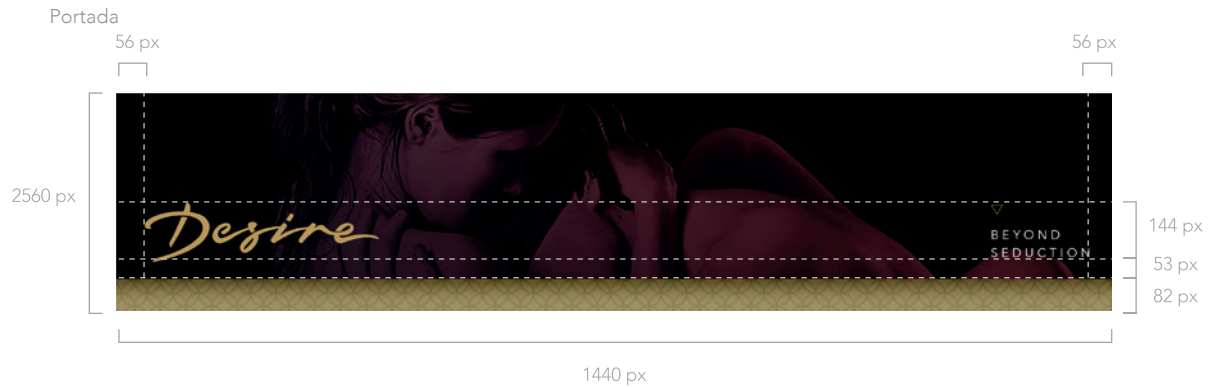 Portada
56 px
56 px
2560 px
Desire
BEYOND
SEDUCTION
144 px
53 px
82 px
1440 px